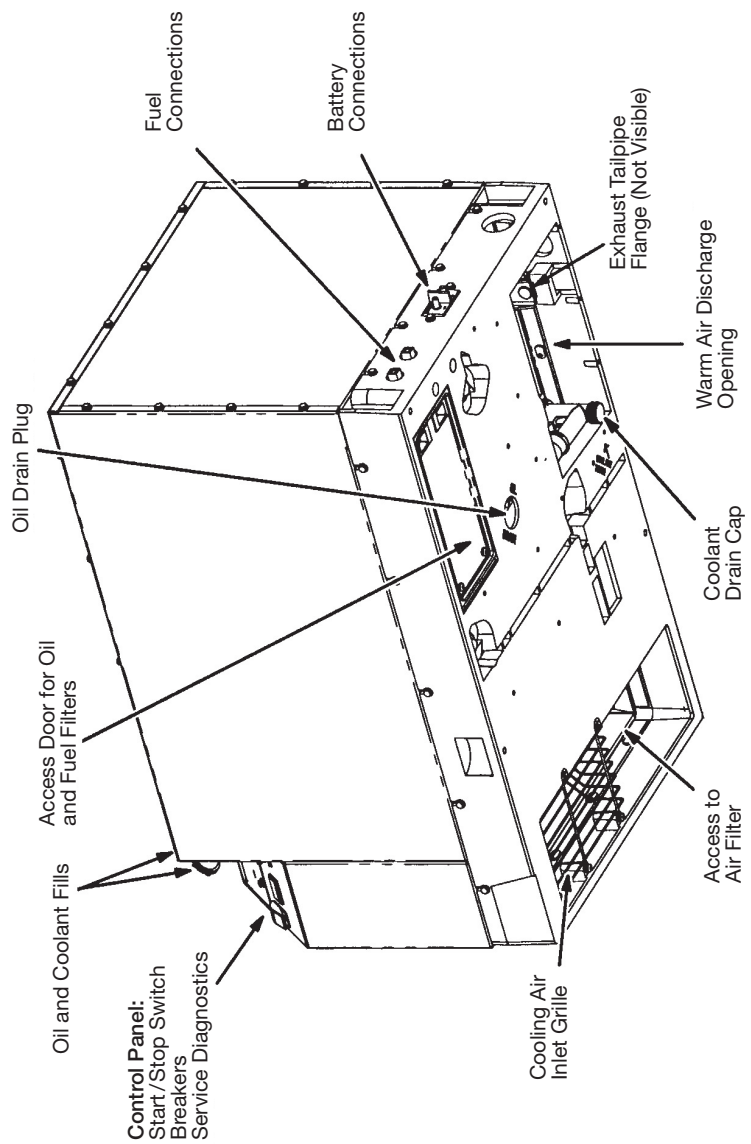 Control Panel:
Start/Stop Switch
Breakers
Service Diagnostics
Oil and Coolant Fills
Access Door for Oil
and Fuel Filters
Oil Drain Plug
Fuel
Connections
Battery
Connections
Cooling Air
Inlet Grille
Access to
Air Filter
Coolant
Drain Cap
Warm Air Discharge
Opening
Exhaust Tailpipe
Flange (Not Visible)